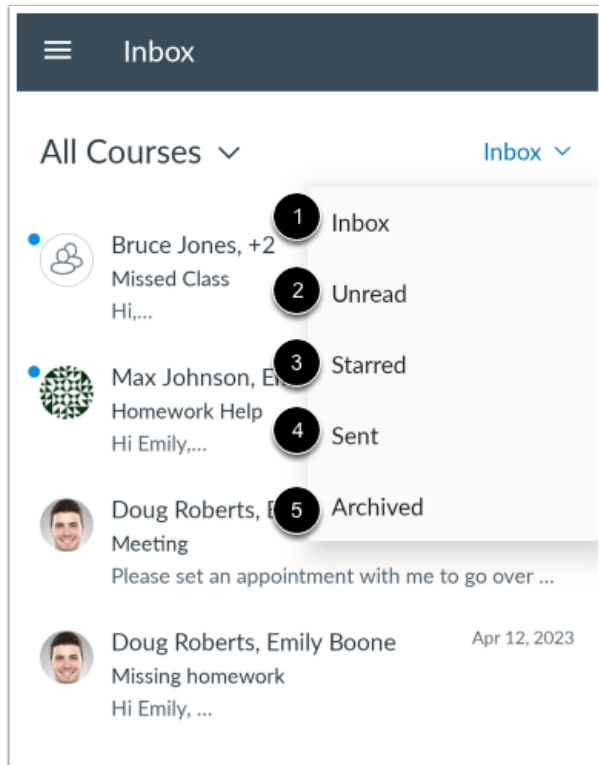 Inbox
All Courses
Inbox
1 Inbox
Bruce Jones, +2
Missed Class
2 Unread
Hi,...
3 Starred
Max Johnson,
Homework Help
4 Sent
Hi Emily,...
5 Archived
Doug Roberts,
Meeting
Please set an appointment with me to go over ...
Doug Roberts, Emily Boone
Apr 12, 2023
Missing homework
Hi Emily, ...